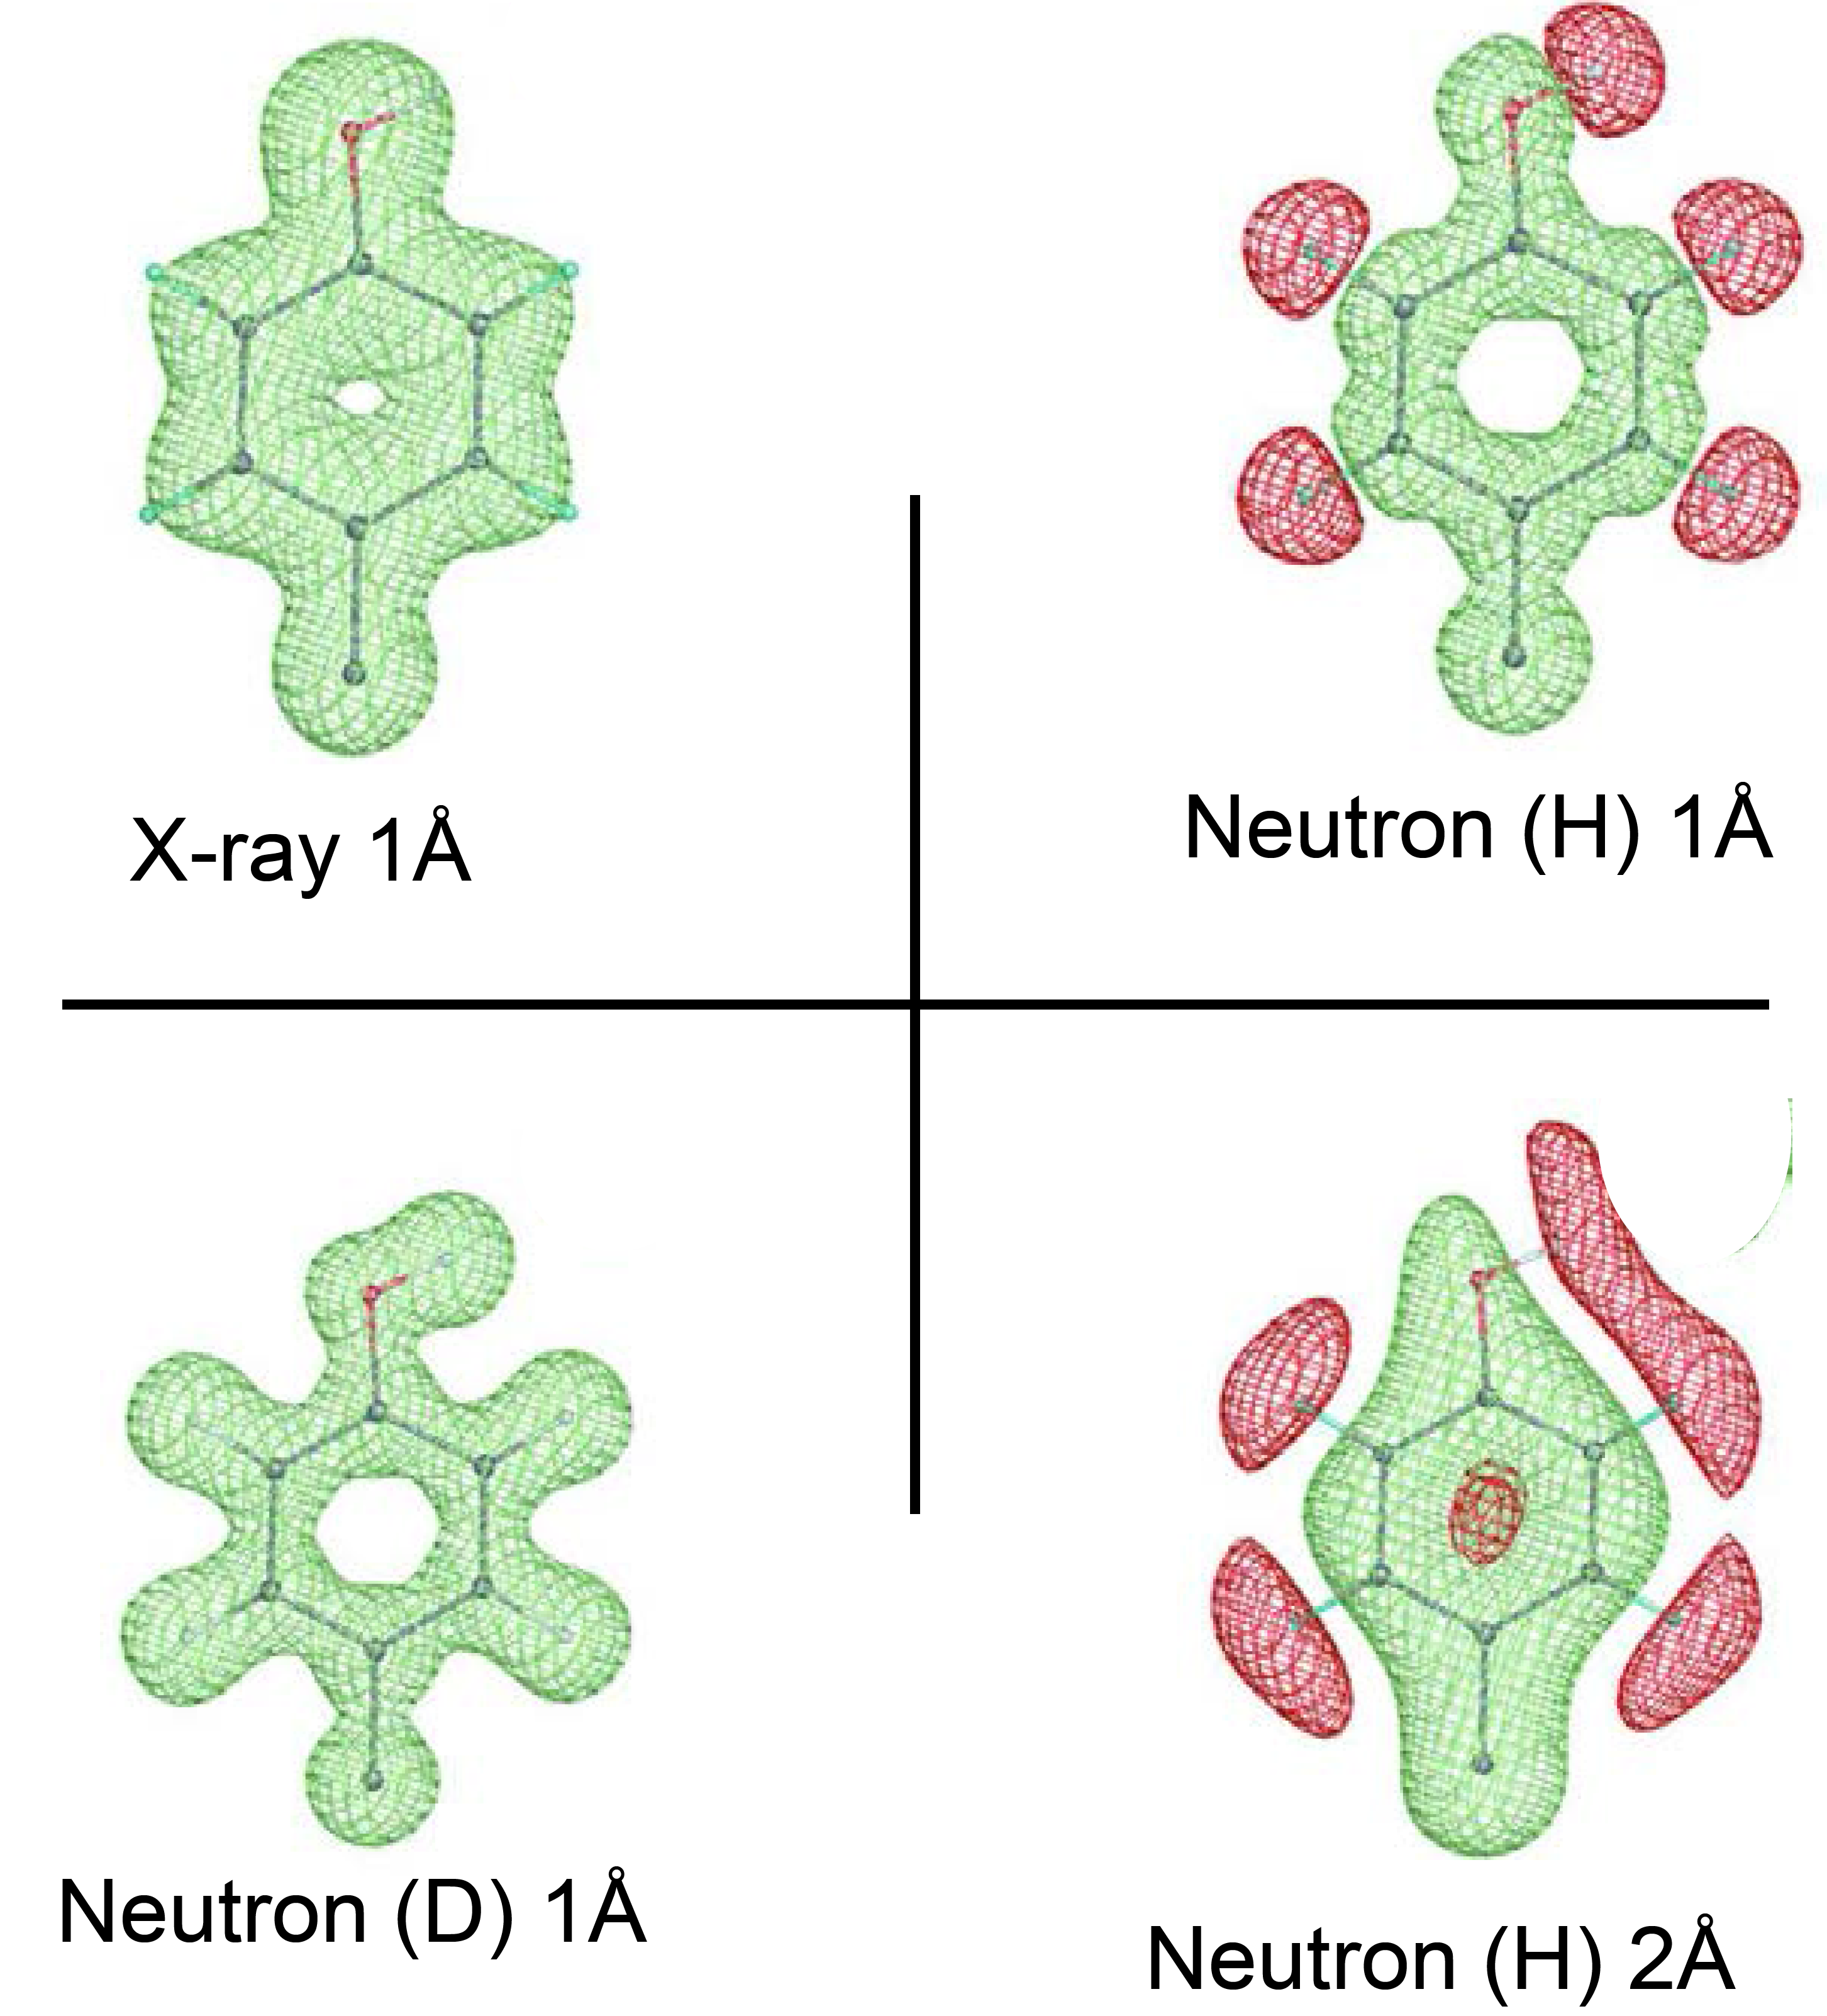 X-ray 1Å
Neutron (H) 1Å
Neutron (D) 1Å
Neutron (H) 2Å